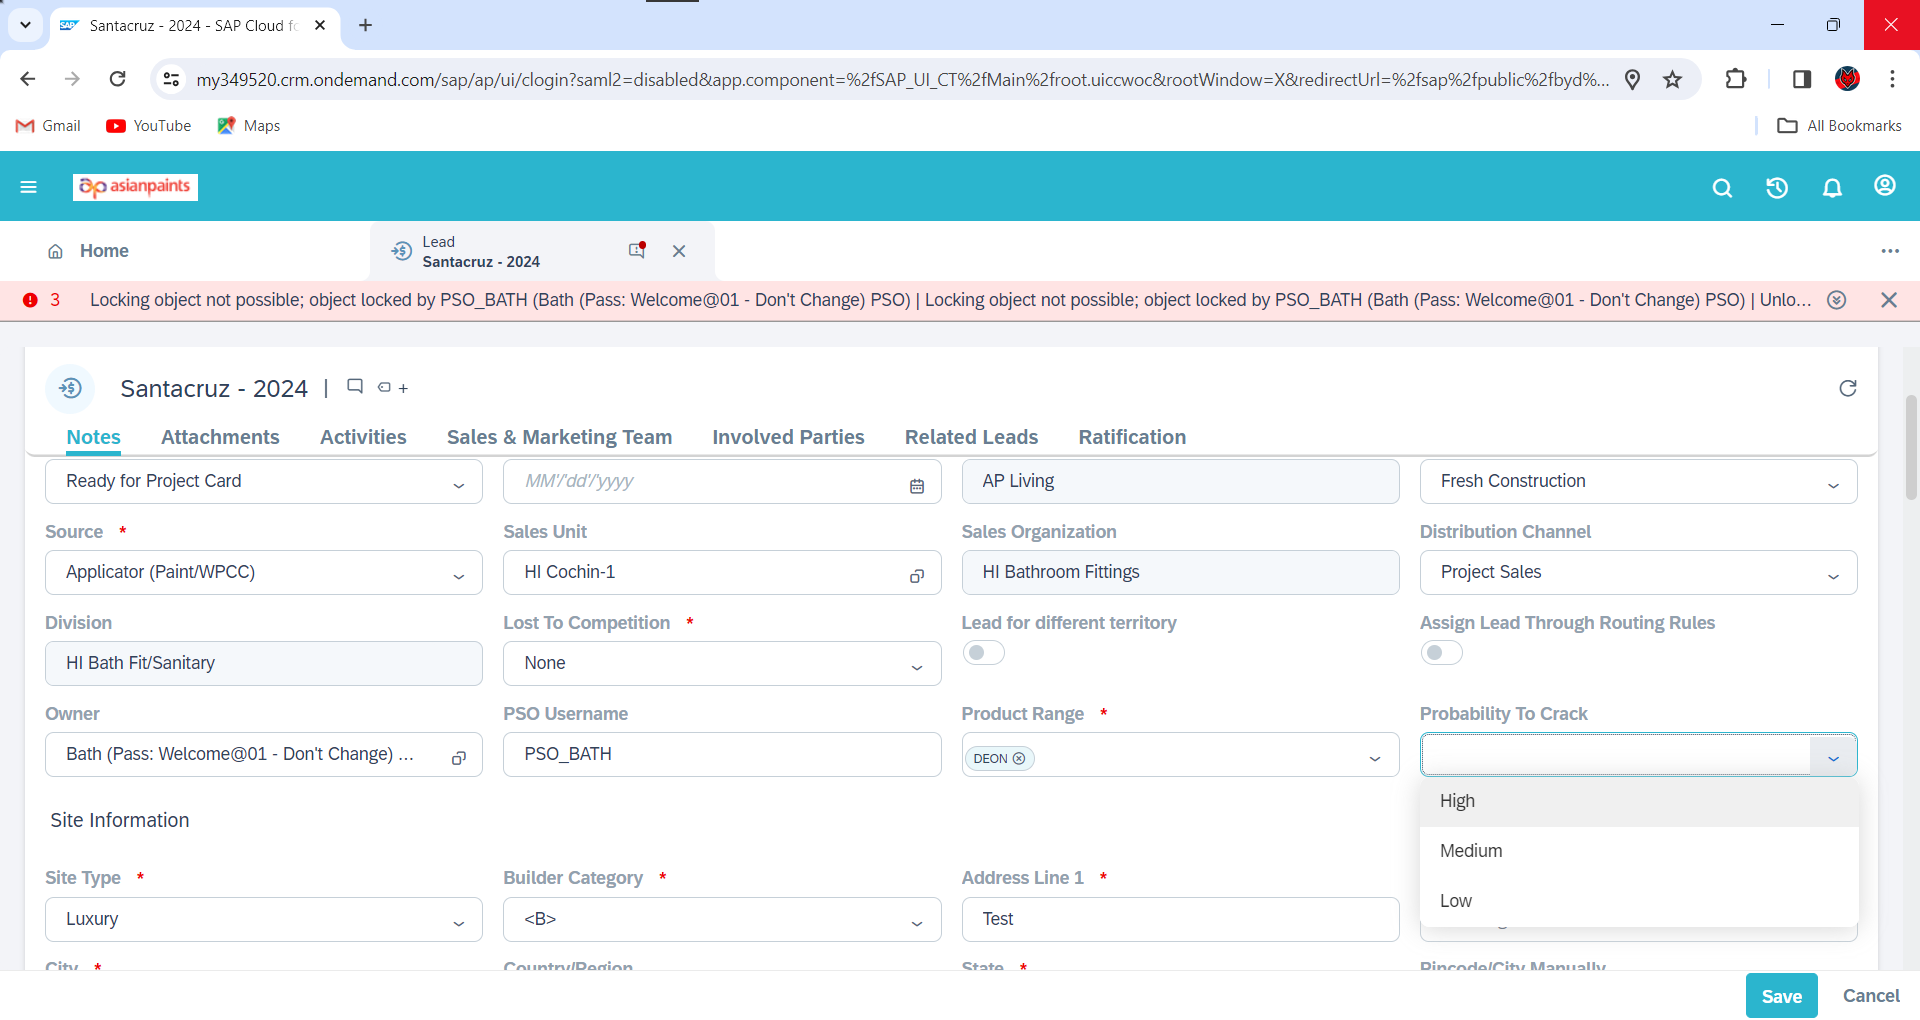 Santacruz - 2024 - SAP Cloud fo
my349520.crm.ondemand.com/sap/ap/ui/clogin?saml2=disabled&app.component=%2fSAP_UI_CT%2fMain%2froot.uiccwoc&rootWindow=X&redirectUrl=%2fsap%2fpublic%2fbyd%...
Gmail
YouTube
Maps
All Bookmarks
asianpaints
Home
Lead
Santacruz - 2024
3 Locking object not possible; object locked by PSO_BATH (Bath (Pass: Welcome@01 - Don't Change) PSO) | Locking object not possible; object locked by PSO_BATH (Bath (Pass: Welcome@01 - Don't Change) PSO) | Unlo...
Santacruz - 2024 |
Notes Attachments Activities Sales & Marketing Team Involved Parties Related Leads Ratification
Ready for Project Card
MM'/'dd'/'yyyy
AP Living
Fresh Construction
Source *
Sales Unit
Sales Organization
Distribution Channel
Applicator (Paint/WPCC)
HI Cochin-1
HI Bathroom Fittings
Project Sales
Division
Lost To Competition *
Lead for different territory
Assign Lead Through Routing Rules
HI Bath Fit/Sanitary
None
Owner
PSO Username
Product Range *
Probability To Crack
Bath (Pass: Welcome@01 - Don't Change) ...
PSO_BATH
DEON
High
Medium
Low
Site Information
Site Type *
Builder Category *
Address Line 1 *
Luxury
<B>
Test
City *
Country/Region
State *
Pincode/City Manually
Save
Cancel